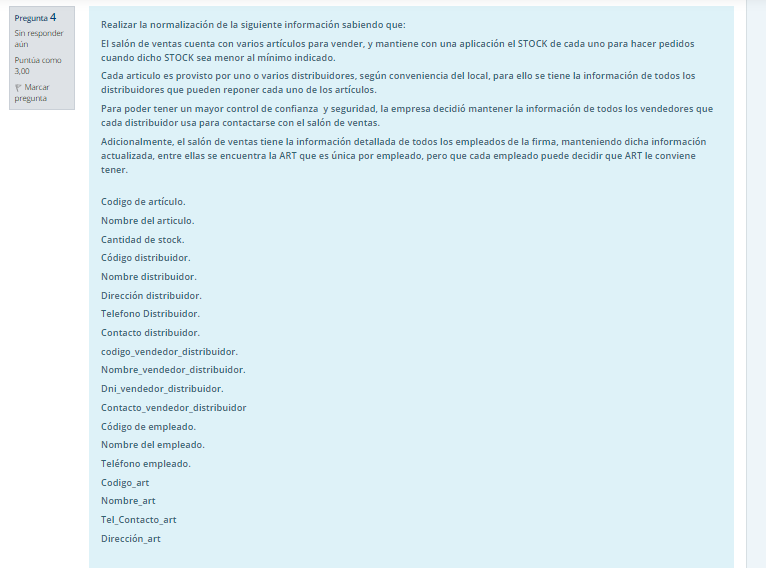 Pregunta 4
Sin responder
aún
Puntúa como
3,00
Marcar
pregunta
Realizar la normalización de la siguiente información sabiendo que:
El salón de ventas cuenta con varios artículos para vender, y mantiene con una aplicación el STOCK de cada uno para hacer pedidos
cuando dicho STOCK sea menor al mínimo indicado.
Cada articulo es provisto por uno o varios distribuidores, según conveniencia del local, para ello se tiene la información de todos los
distribuidores que pueden reponer cada uno de los artículos.
Para poder tener un mayor control de confianza y seguridad, la empresa decidió mantener la información de todos los vendedores que
cada distribuidor usa para contactarse con el salón de ventas.
Adicionalmente, el salón de ventas tiene la información detallada de todos los empleados de la firma, manteniendo dicha información
actualizada, entre ellas se encuentra la ART que es única por empleado, pero que cada empleado puede decidir que ART le conviene
tener.
Codigo de artículo.
Nombre del articulo.
Cantidad de stock.
Código distribuidor.
Nombre distribuidor.
Dirección distribuidor.
Telefono Distribuidor.
Contacto distribuidor.
codigo_vendedor_distribuidor.
Nombre_vendedor_distribuidor.
Dni_vendedor_distribuidor.
Contacto_vendedor_distribuidor
Código de empleado.
Nombre del empleado.
Teléfono empleado.
Codigo_art
Nombre_art
Tel_Contacto_art
Dirección_art